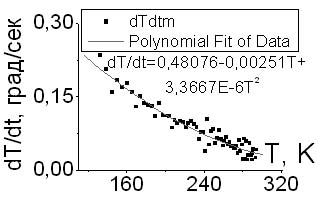 0,30
dTdtm
Polynomial Fit of Data
dT/dt=0,48076-0,00251T+
3,3667E-6T²
0,15
0,00
T, K
160 240 320
dT/dt, град/сек